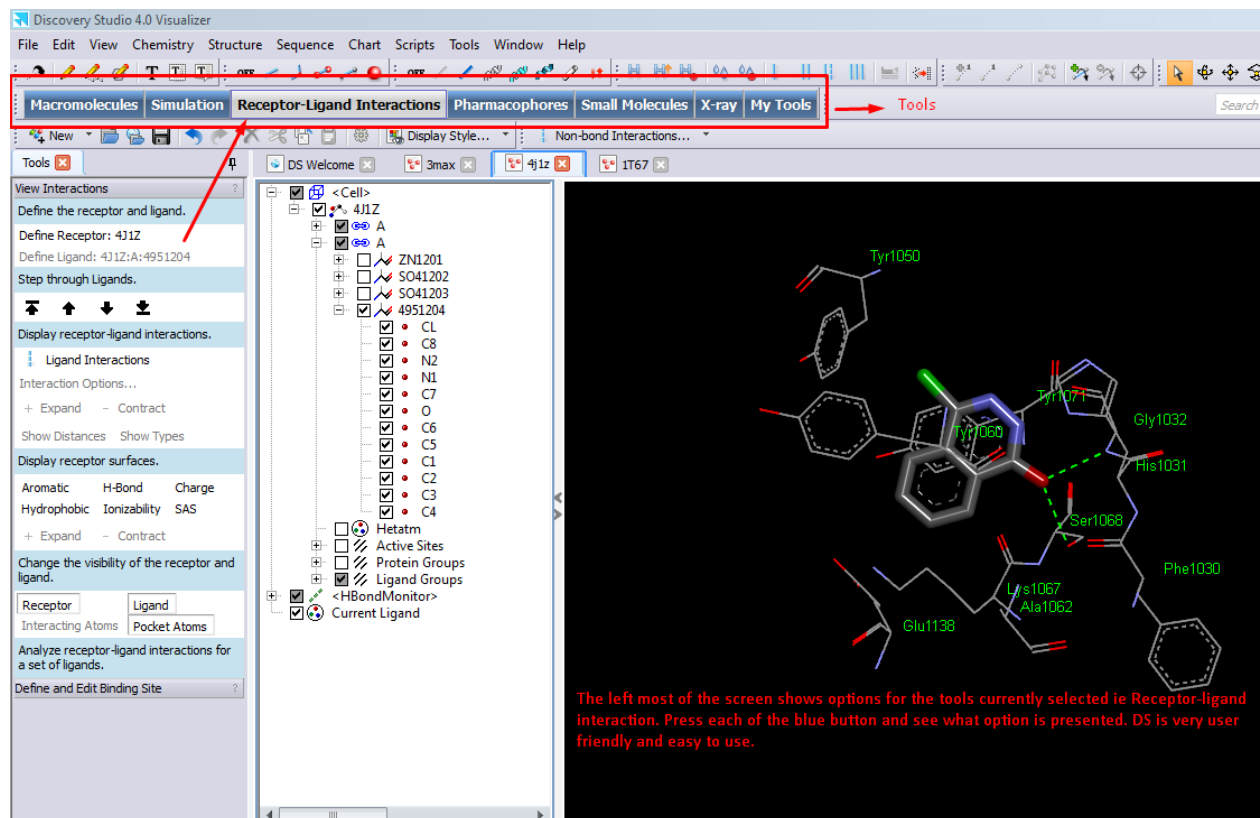 Discovery Studio 4.0 Visualizer
File Edit View Chemistry Structure Sequence Chart Scripts Tools Window Help
Macromolecules Simulation Receptor-Ligand Interactions Pharmacophores Small Molecules X-ray My Tools
Tools
Search
New Display Style... Non-bond Interactions...
Tools DS Welcome 3max 4j1z 1T67
View Interactions ?
Define the receptor and ligand.
Define Receptor: 4J1Z
Define Ligand: 4J1Z:A:4951204
Step through Ligands.
Display receptor-ligand interactions.
Ligand Interactions
Interaction Options...
+ Expand - Contract
Show Distances Show Types
Display receptor surfaces.
Aromatic H-Bond Charge
Hydrophobic Ionizability SAS
+ Expand - Contract
Change the visibility of the receptor and
ligand.
Receptor Ligand
Interacting Atoms Pocket Atoms
Analyze receptor-ligand interactions for
a set of ligands.
Define and Edit Binding Site ?
<Cell>
4J1Z
A
A
ZN1201
SO41202
SO41203
4951204
CL
C8
N2
N1
C7
O
C6
C5
C1
C2
C3
C4
Hetatm
Active Sites
Protein Groups
Ligand Groups
<HBondMonitor>
Current Ligand
Tyr1050
Tyr1071
Gly1032
Tyr1060
His1031
Ser1068
Phe1030
Lys1067
Ala1062
Glu1138
The left most of the screen shows options for the tools currently selected ie Receptor-ligand
interaction. Press each of the blue button and see what option is presented. DS is very user
friendly and easy to use.